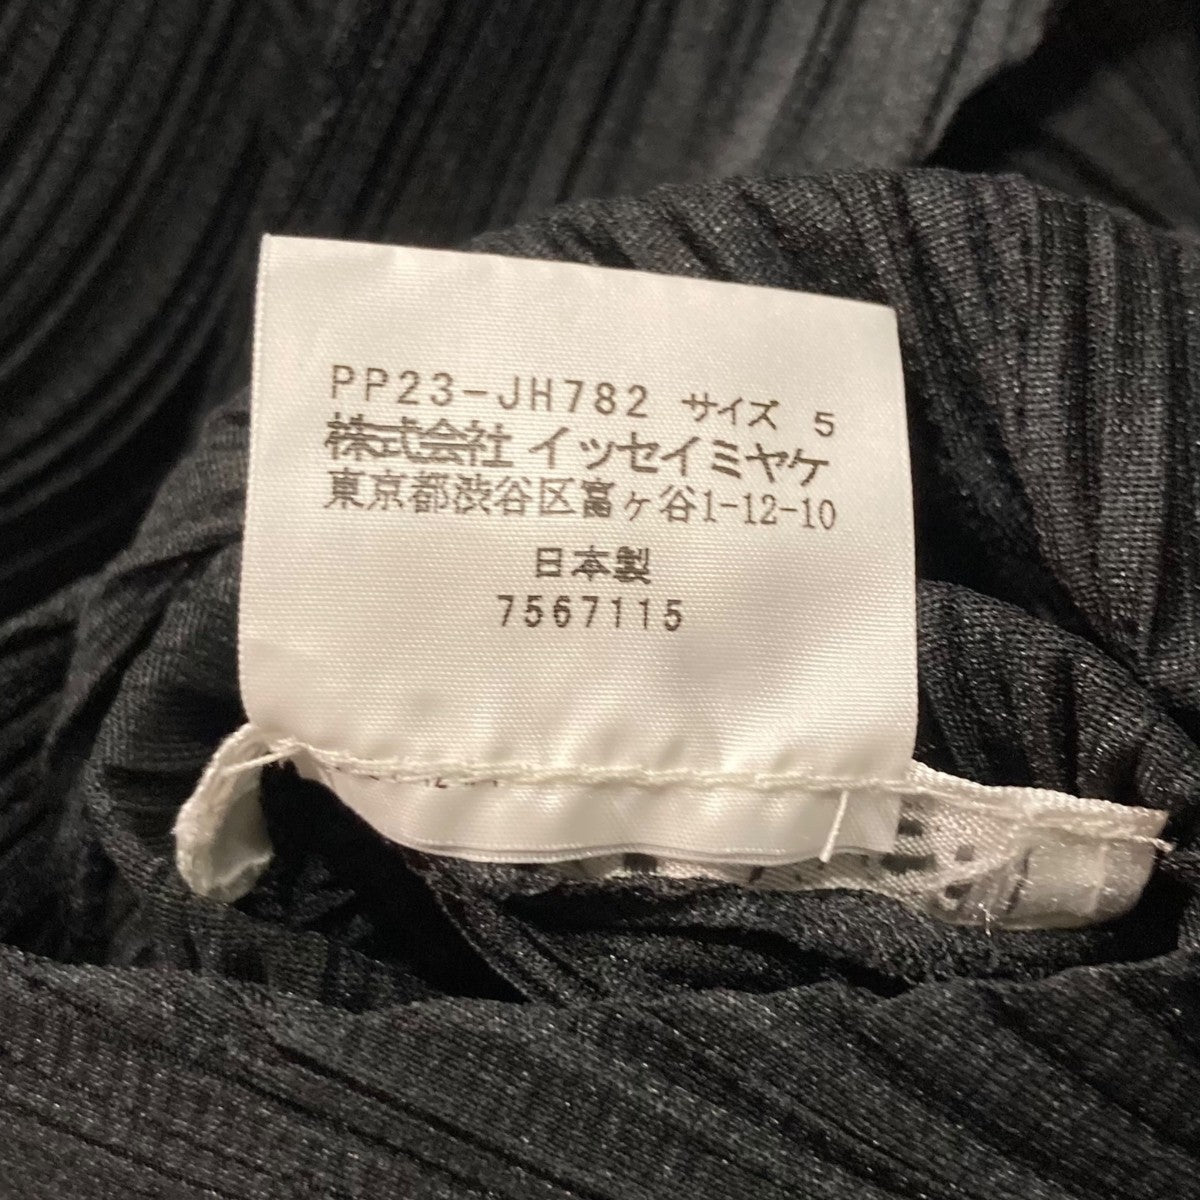 PP23-JH782 サイズ 5
株式会社 イッセイミヤケ
東京都渋谷区富ヶ谷1-12-10
日本製
7567115